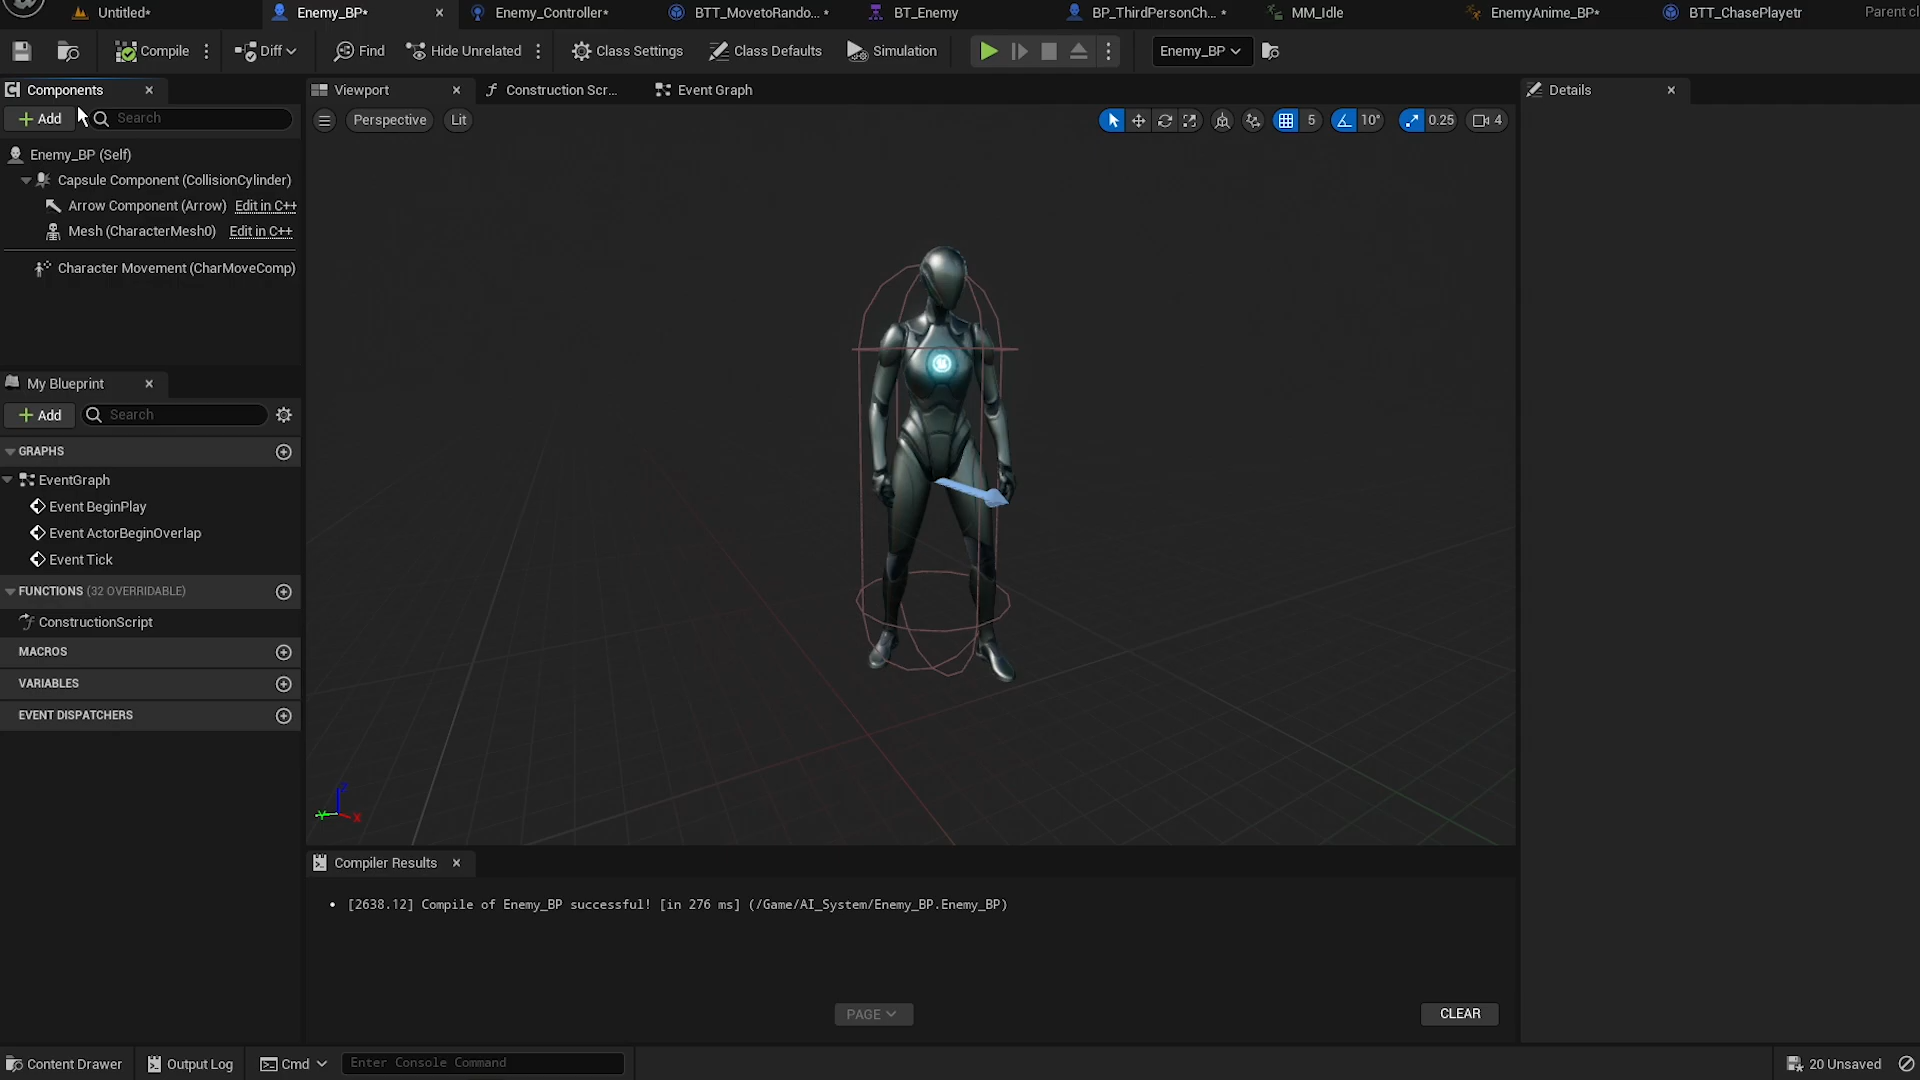 Untitled*
Enemy_BP*
Enemy_Controller*
BTT_MovetoRando... *
BT_Enemy
BP_ThirdPersonCh... *
MM_Idle
EnemyAnime_BP*
BTT_ChasePlayetr
Parent cl
Compile
Diff
Find
Hide Unrelated
Class Settings
Class Defaults
Simulation
Enemy_BP
Components
Viewport
Construction Scr...
Event Graph
Details
Add
Search
Perspective
Lit
5
10°
0.25
4
Enemy_BP (Self)
Capsule Component (CollisionCylinder)
Arrow Component (Arrow) Edit in C++
Mesh (CharacterMesh0) Edit in C++
Character Movement (CharMoveComp)
My Blueprint
Add
Search
GRAPHS
EventGraph
Event BeginPlay
Event ActorBeginOverlap
Event Tick
FUNCTIONS (32 OVERRIDABLE)
ConstructionScript
MACROS
VARIABLES
EVENT DISPATCHERS
Z
Y
X
Compiler Results
• [2638.12] Compile of Enemy_BP successful! [in 276 ms] (/Game/AI_System/Enemy_BP.Enemy_BP)
PAGE
CLEAR
Content Drawer
Output Log
Cmd
Enter Console Command
20 Unsaved